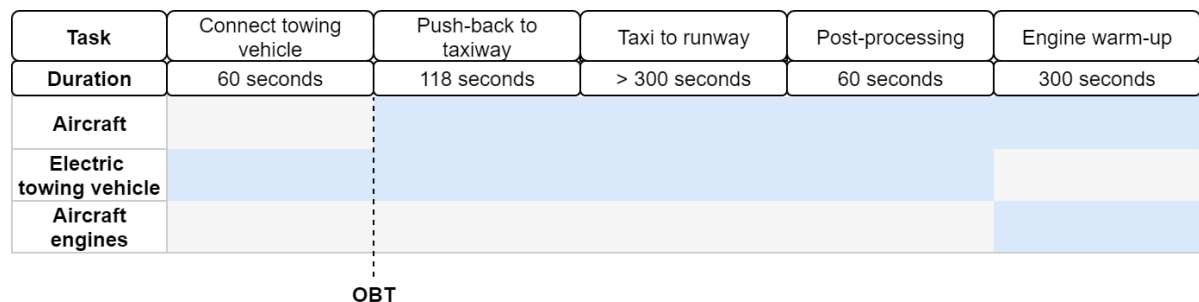 Task
Connect towing
vehicle
Push-back to
taxiway
Taxi to runway
Post-processing
Engine warm-up
Duration
60 seconds
118 seconds
> 300 seconds
60 seconds
300 seconds
Aircraft
Electric
towing vehicle
Aircraft
engines
OBT